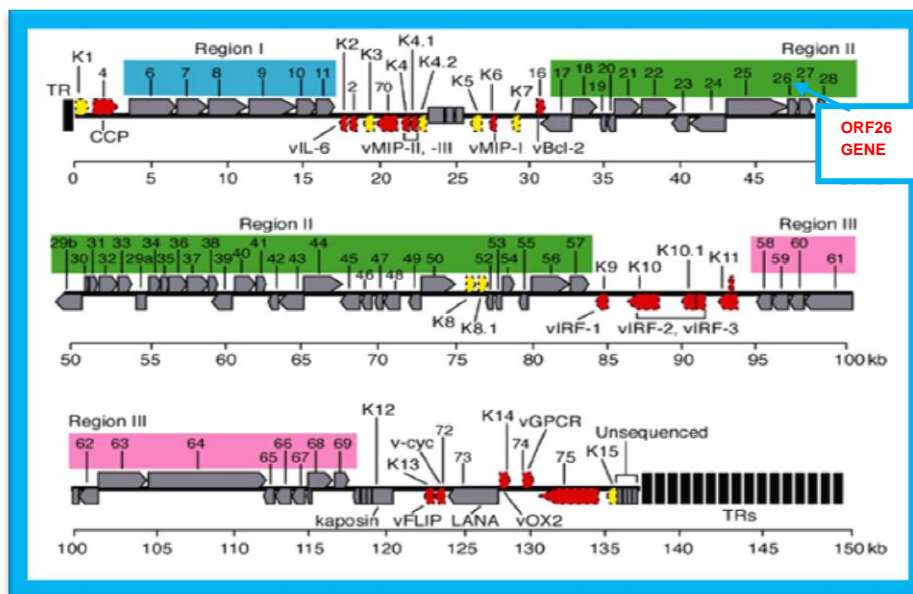 K1 4 Region I K2 K3 K4 K4.1 K4.2 K5 K6 K7 Region II
TR 6 7 8 9 10 11 2 70 16 17 18 19 20 21 22 23 24 25 26 27 28
CCP vIL-6 vMIP-II, -III vMIP-I vBcl-2
ORF26
GENE
0 5 10 15 20 25 30 35 40 45
Region II Region III
29b 30 31 32 33 29a 34 35 36 37 38 39 40 41 42 43 44 45 46 47 48 49 50 K8 K8.1 52 53 54 55 56 57 K9 K10 K10.1 K11 58 59 60 61
vIRF-1 vIRF-2, vIRF-3
50 55 60 65 70 75 80 85 90 95 100 kb
Region III K12 K14 vGPCR
62 63 64 65 66 67 68 69 K13 v-cyc 72 73 74 75 K15 Unsequenced
kaposin vFLIP LANA vOX2 TRs
100 105 110 115 120 125 130 135 140 145 150 kb